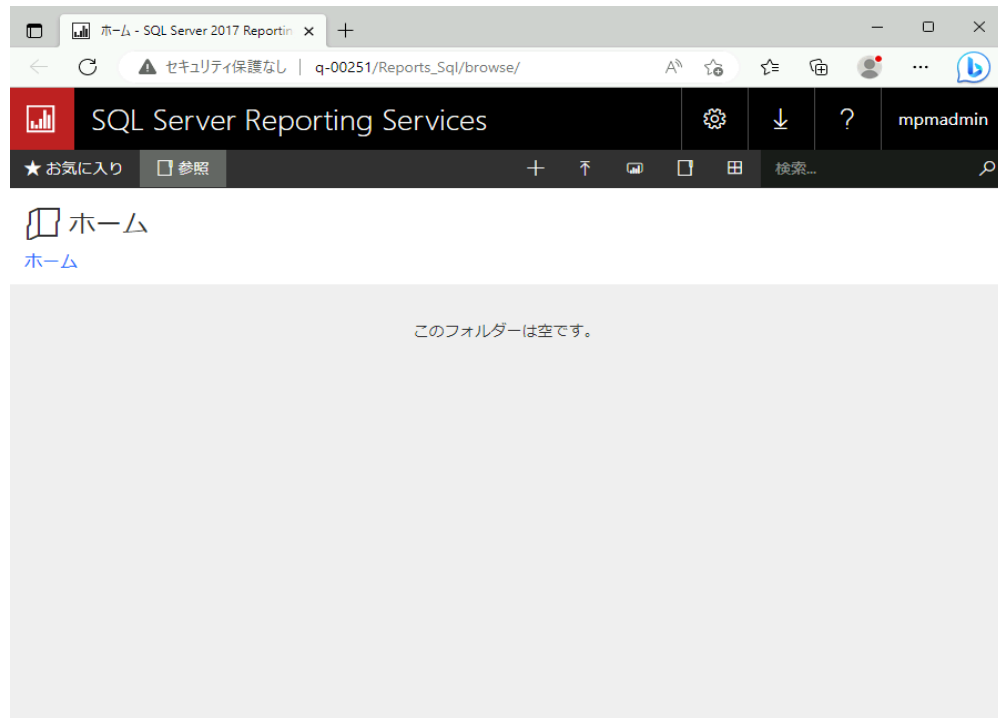 ホーム - SQL Server 2017 Reportin
セキュリティ保護なし | q-00251/Reports_Sql/browse/
SQL Server Reporting Services
? mpmadmin
★ お気に入り 参照 検索...
ホーム
ホーム
このフォルダーは空です。